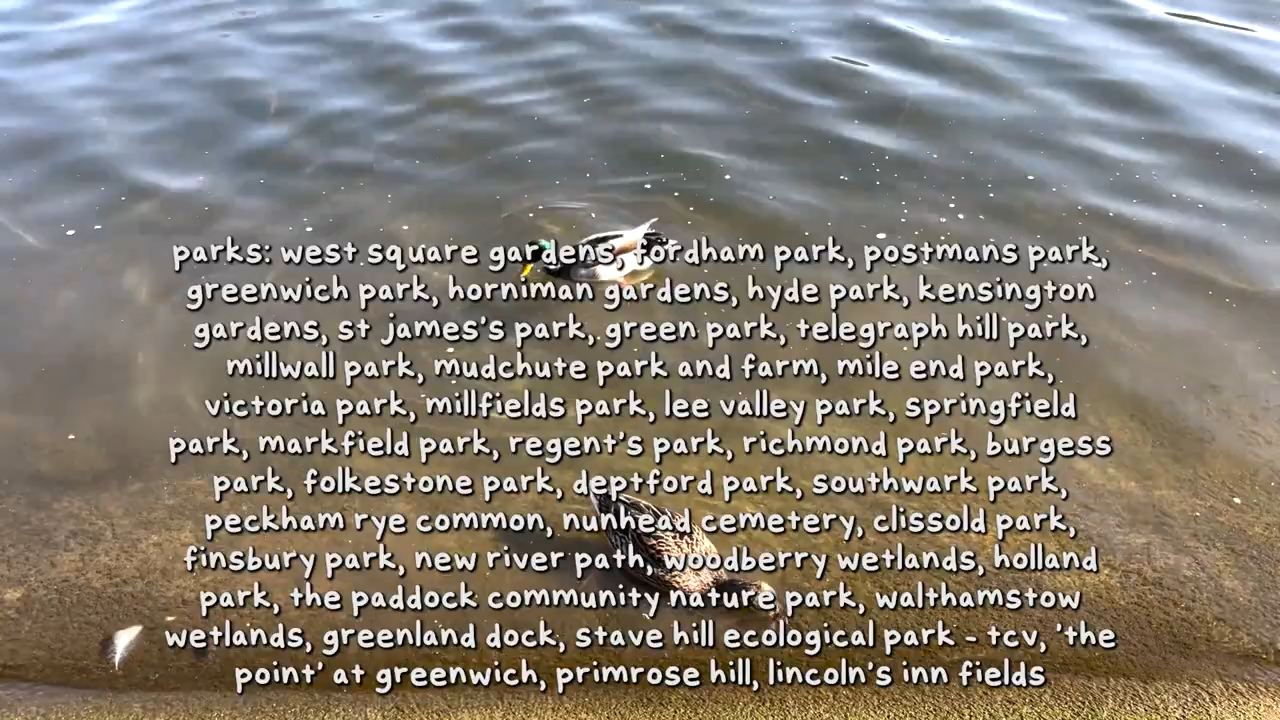 parks: west square gardens, fordham park, postmans park,
greenwich park, horniman gardens, hyde park, kensington
gardens, st james's park, green park, telegraph hill park,
millwall park, mudchute park and farm, mile end park,
victoria park, millfields park, lee valley park, springfield
park, markfield park, regent's park, richmond park, burgess
park, folkestone park, deptford park, southwark park,
peckham rye common, nunhead cemetery, clissold park,
finsbury park, new river path, woodberry wetlands, holland
park, the paddock community nature park, walthamstow
wetlands, greenland dock, stave hill ecological park - tcv, 'the
point' at greenwich, primrose hill, lincoln's inn fields